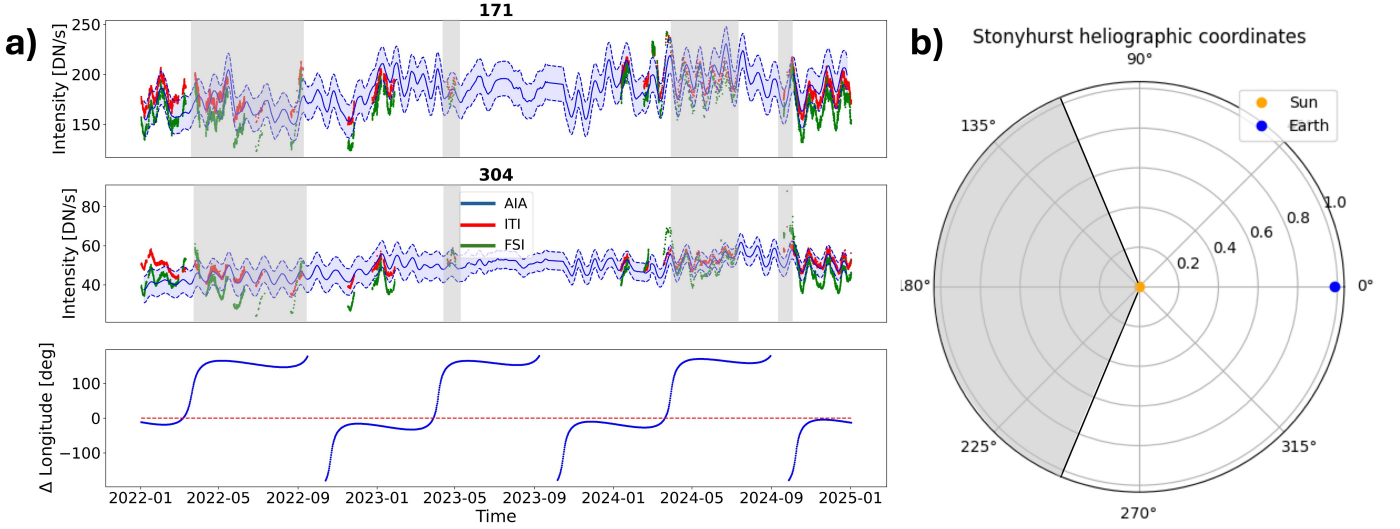 a)
171
Intensity [DN/s]
250
200
150
304
Intensity [DN/s]
80
60
40
AIA
ITI
FSI
Δ Longitude [deg]
100
0
−100
2022-01 2022-05 2022-09 2023-01 2023-05 2023-09 2024-01 2024-05 2024-09 2025-01
Time
b)
Stonyhurst heliographic coordinates
90°
Sun
Earth
135°
1.0
0.8
0.6
0.4
0.2
180°
0°
225°
315°
270°